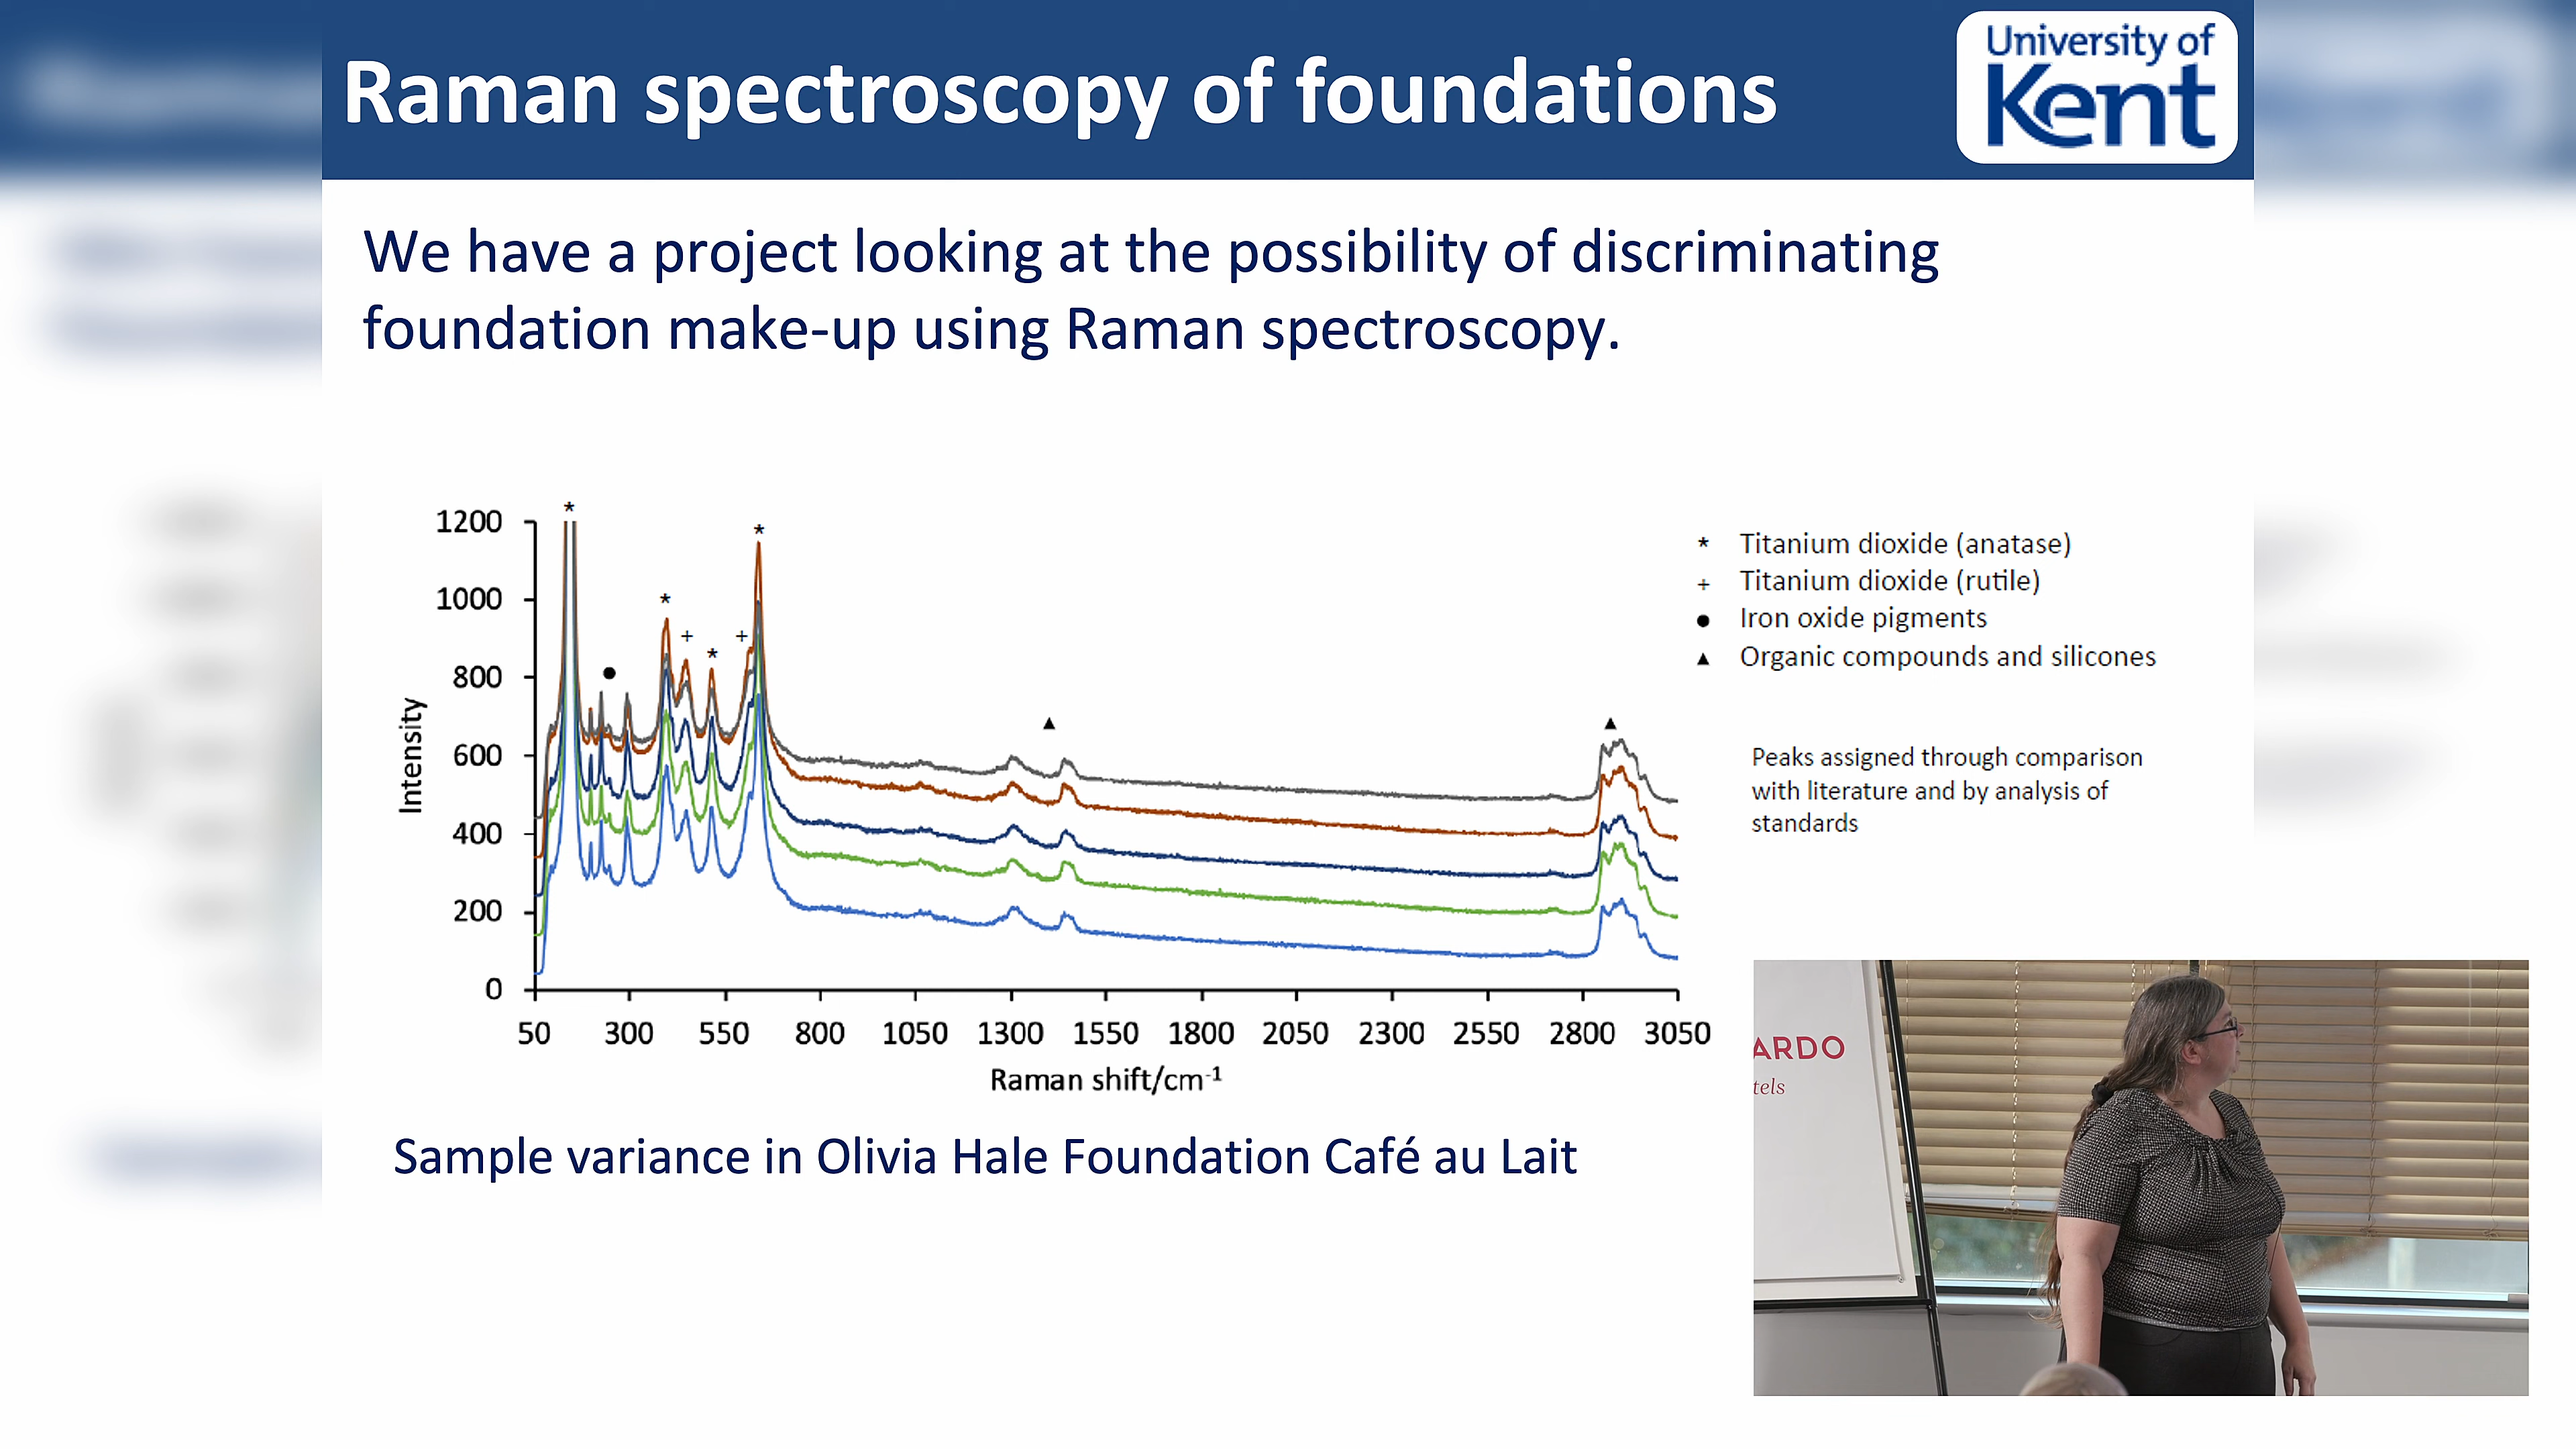 Raman spectroscopy of foundations
University of
Kent
We have a project looking at the possibility of discriminating
foundation make-up using Raman spectroscopy.
1200
1000
800
600
400
200
0
Intensity
50 300 550 800 1050 1300 1550 1800 2050 2300 2550 2800 3050
Raman shift/cm⁻¹
* Titanium dioxide (anatase)
+ Titanium dioxide (rutile)
● Iron oxide pigments
▲ Organic compounds and silicones
Peaks assigned through comparison
with literature and by analysis of
standards
Sample variance in Olivia Hale Foundation Café au Lait
ARDO
tels